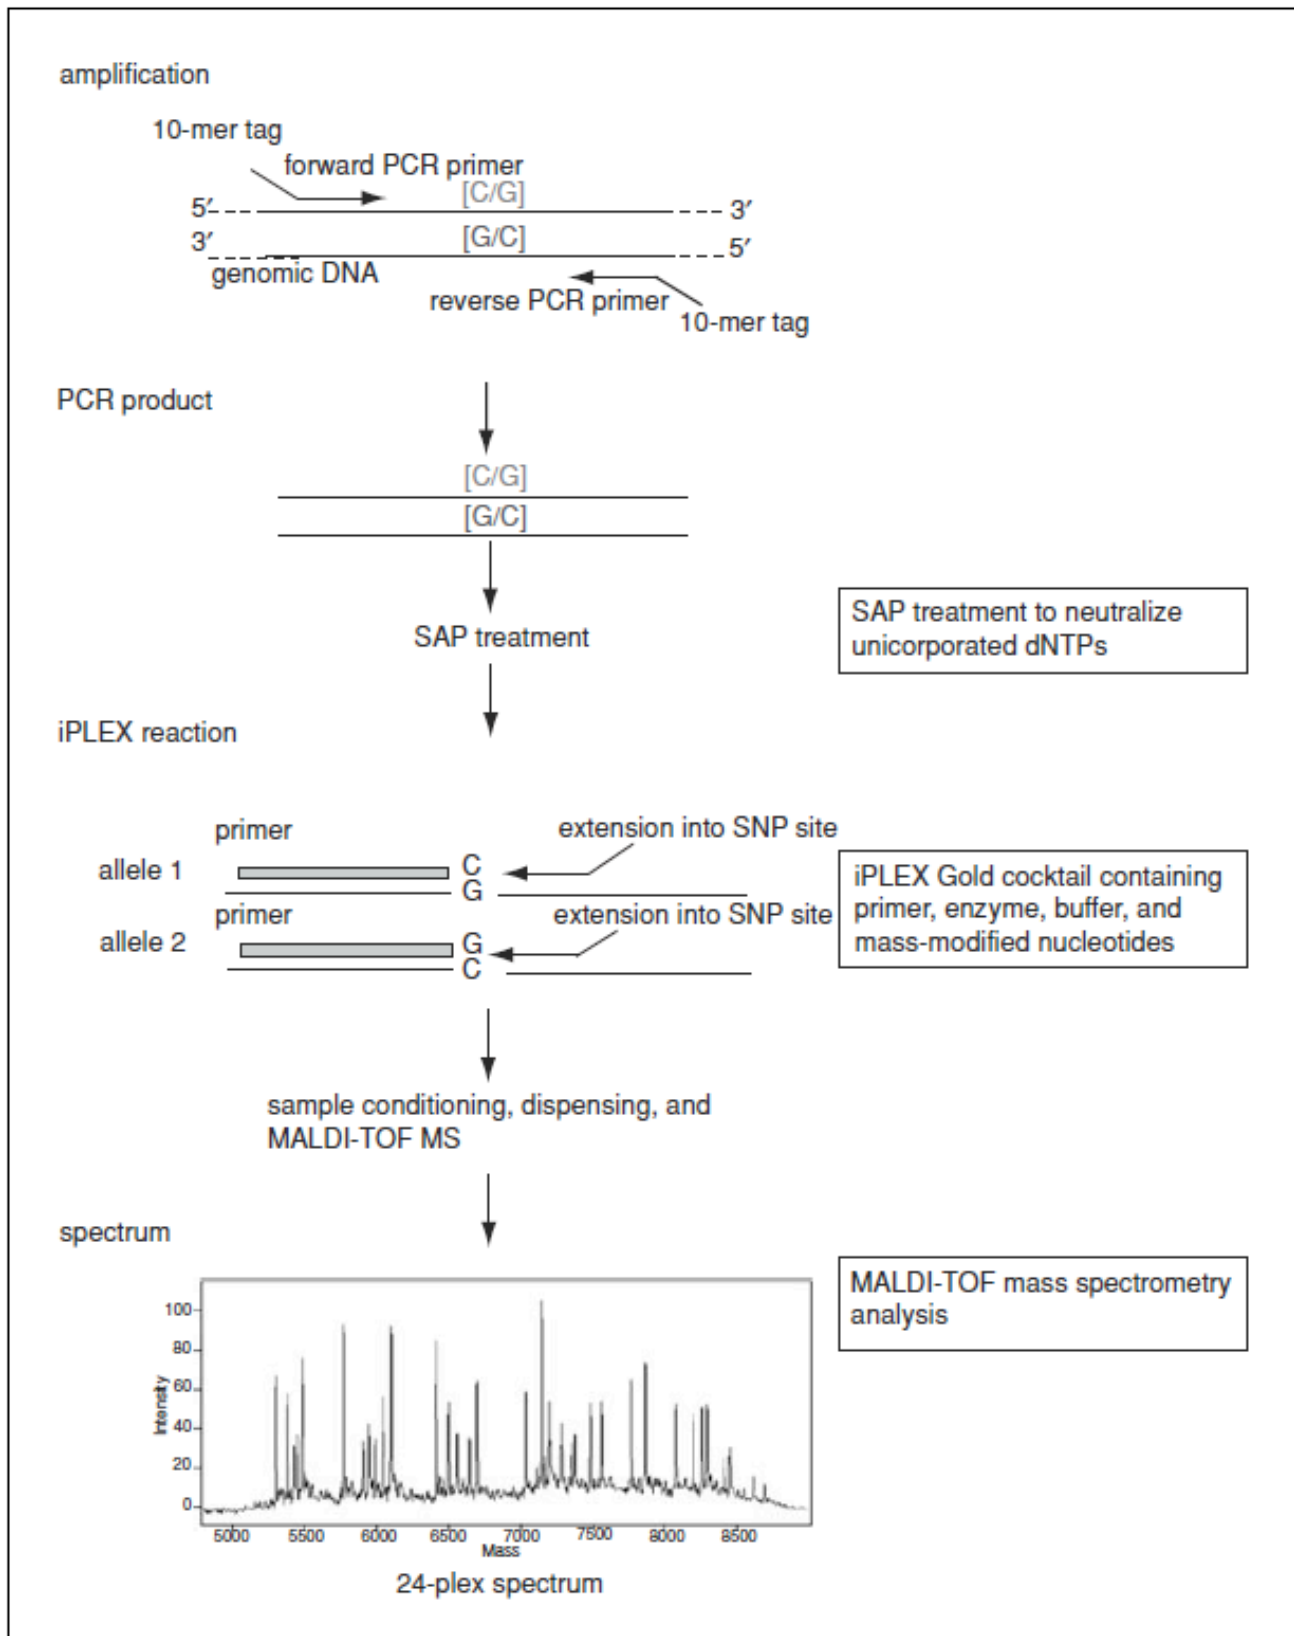 amplification
10-mer tag
forward PCR primer
[C/G]
5′
3′
[G/C]
3′
5′
genomic DNA
reverse PCR primer
10-mer tag
PCR product
[C/G]
[G/C]
SAP treatment
SAP treatment to neutralize
unicorporated dNTPs
iPLEX reaction
primer
extension into SNP site
allele 1
C
G
primer
extension into SNP site
allele 2
G
C
iPLEX Gold cocktail containing
primer, enzyme, buffer, and
mass-modified nucleotides
sample conditioning, dispensing, and
MALDI-TOF MS
spectrum
MALDI-TOF mass spectrometry
analysis
100
80
60
40
20
0
Intensity
5000 5500 6000 6500 7000 7500 8000 8500
Mass
24-plex spectrum